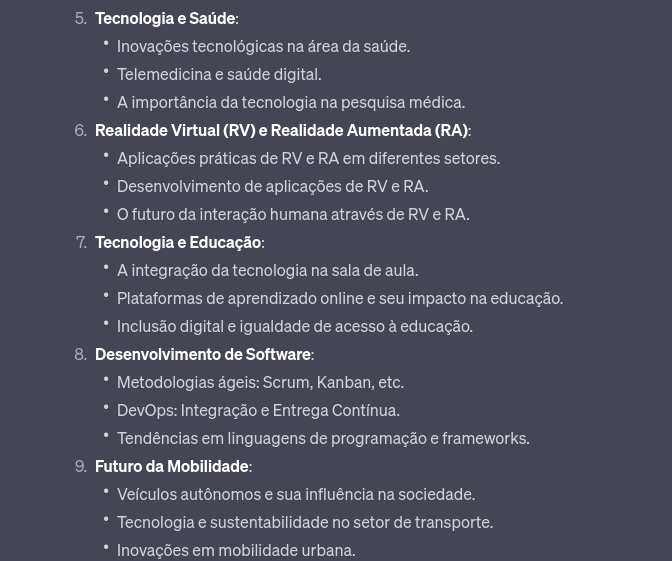 5. Tecnologia e Saúde:
• Inovações tecnológicas na área da saúde.
• Telemedicina e saúde digital.
• A importância da tecnologia na pesquisa médica.
6. Realidade Virtual (RV) e Realidade Aumentada (RA):
• Aplicações práticas de RV e RA em diferentes setores.
• Desenvolvimento de aplicações de RV e RA.
• O futuro da interação humana através de RV e RA.
7. Tecnologia e Educação:
• A integração da tecnologia na sala de aula.
• Plataformas de aprendizado online e seu impacto na educação.
• Inclusão digital e igualdade de acesso à educação.
8. Desenvolvimento de Software:
• Metodologias ágeis: Scrum, Kanban, etc.
• DevOps: Integração e Entrega Contínua.
• Tendências em linguagens de programação e frameworks.
9. Futuro da Mobilidade:
• Veículos autônomos e sua influência na sociedade.
• Tecnologia e sustentabilidade no setor de transporte.
• Inovações em mobilidade urbana.